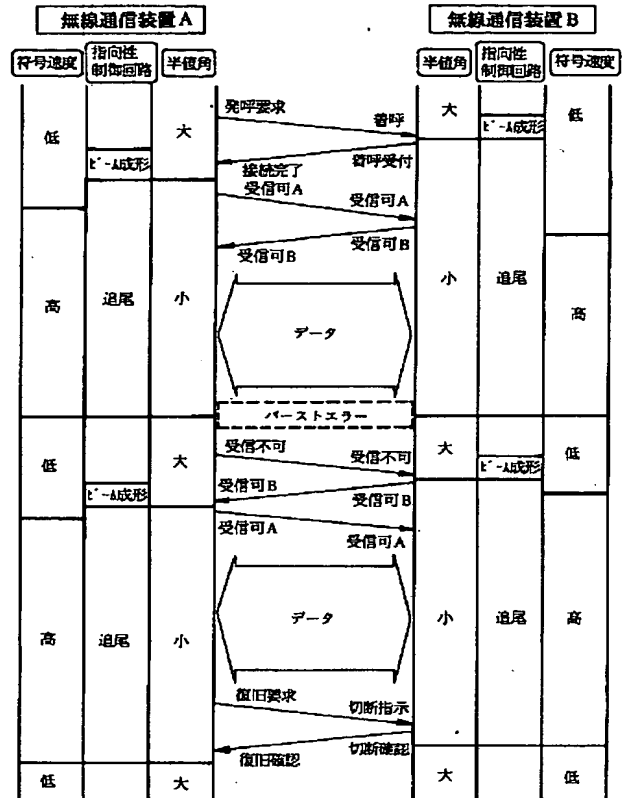 無線通信装置A
無線通信装置B
符号速度
指向性
制御回路
半値角
半値角
指向性
制御回路
符号速度
低
ビーム成形
大
発呼要求
着呼
大
ビーム成形
低
着呼受付
接続完了
受信可A
受信可A
受信可B
受信可B
高
追尾
小
データ
小
追尾
高
バーストエラー
低
ビーム成形
大
受信不可
受信不可
大
ビーム成形
低
受信可B
受信可B
受信可A
受信可A
高
追尾
小
データ
小
追尾
高
復旧要求
切断指示
切断確認
復旧確認
低
大
大
低